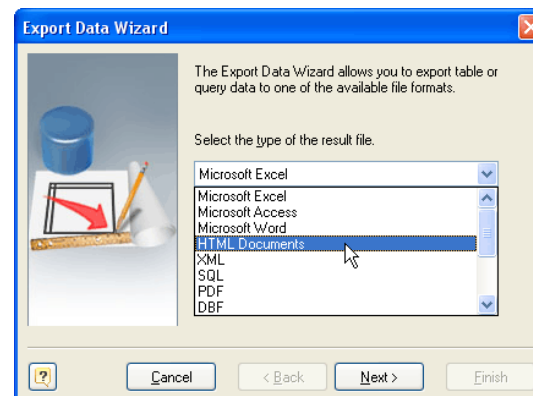 Export Data Wizard
The Export Data Wizard allows you to export table or
query data to one of the available file formats.
Select the type of the result file.
Microsoft Excel
Microsoft Excel
Microsoft Access
Microsoft Word
HTML Documents
XML
SQL
PDF
DBF
?
Cancel
< Back
Next >
Finish